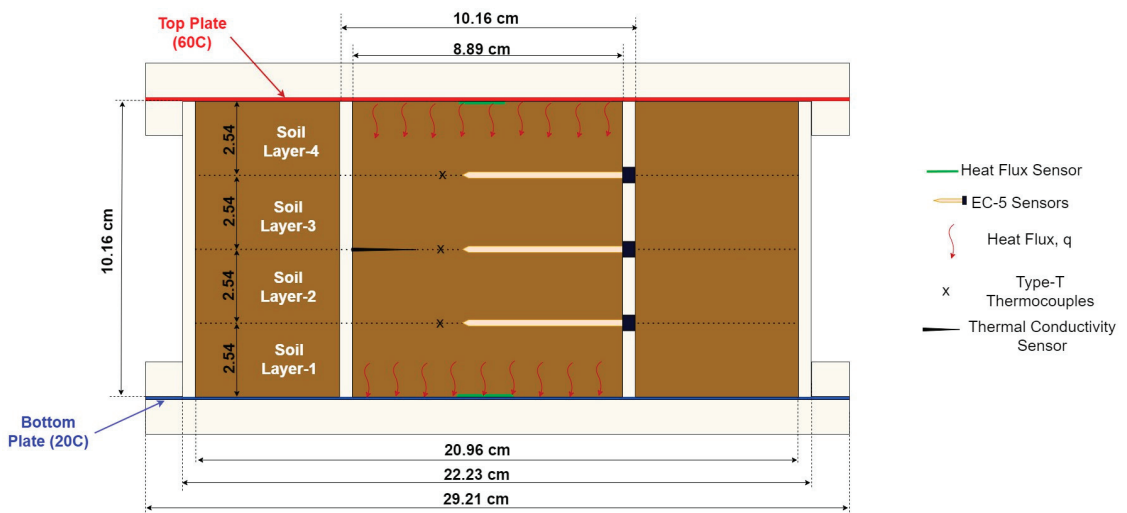 10.16 cm
Top Plate
(60C)
8.89 cm
2.54
Soil
Layer-4
2.54
Soil
Layer-3
10.16 cm
2.54
Soil
Layer-2
2.54
Soil
Layer-1
x
x
x
Heat Flux Sensor
EC-5 Sensors
Heat Flux, q
x
Type-T
Thermocouples
Thermal Conductivity
Sensor
Bottom
Plate (20C)
20.96 cm
22.23 cm
29.21 cm